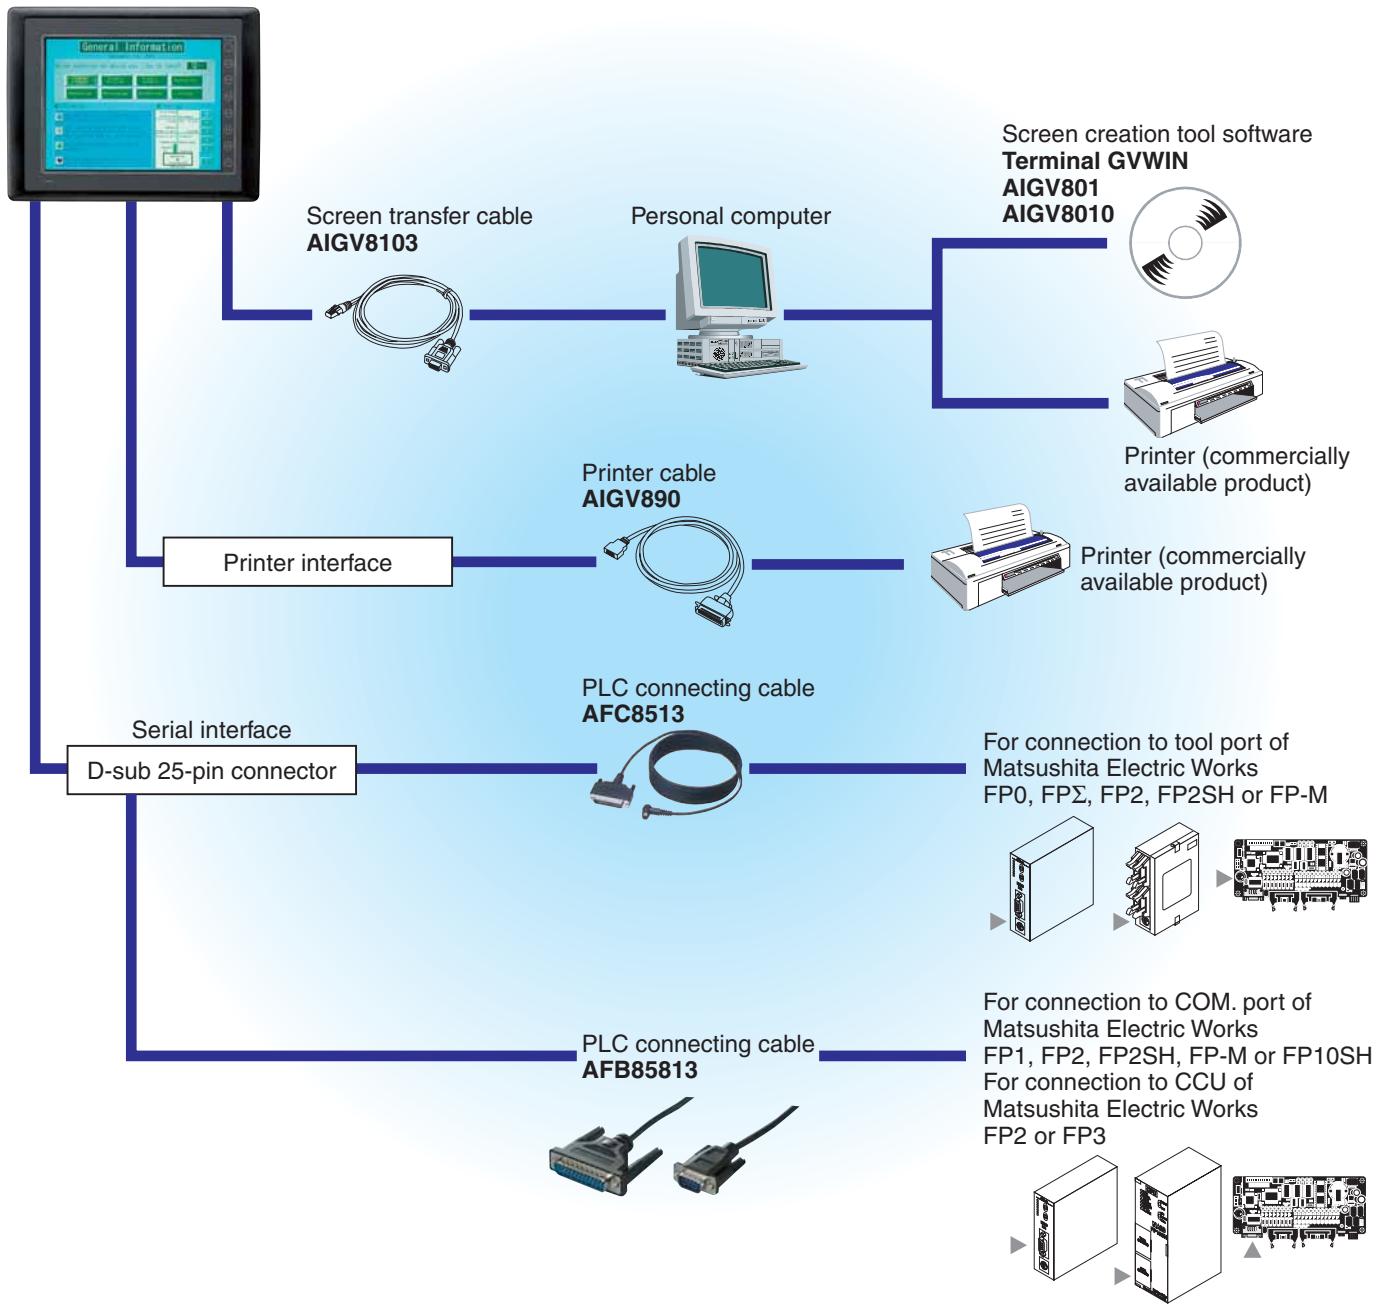 General Information
Screen creation tool software
Terminal GVWIN
AIGV801
AIGV8010
Screen transfer cable
AIGV8103
Personal computer
Printer (commercially
available product)
Printer cable
AIGV890
Printer interface
Printer (commercially
available product)
PLC connecting cable
AFC8513
Serial interface
D-sub 25-pin connector
For connection to tool port of
Matsushita Electric Works
FP0, FPΣ, FP2, FP2SH or FP-M
PLC connecting cable
AFB85813
For connection to COM. port of
Matsushita Electric Works
FP1, FP2, FP2SH, FP-M or FP10SH
For connection to CCU of
Matsushita Electric Works
FP2 or FP3